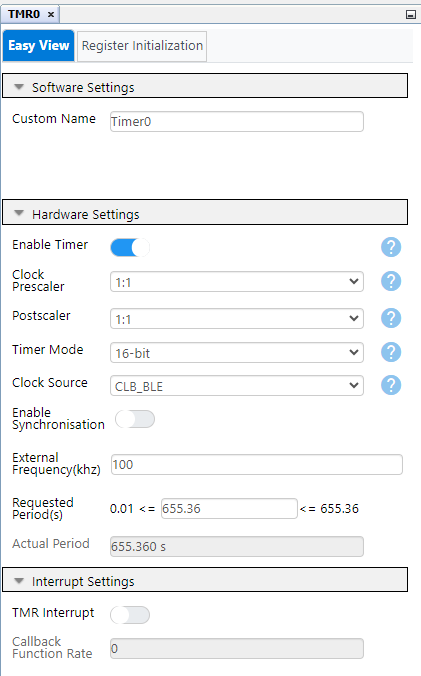 TMR0 ×
Easy View Register Initialization
Software Settings
Custom Name Timer0
Hardware Settings
Enable Timer ?
Clock
Prescaler 1:1 ?
Postscaler 1:1 ?
Timer Mode 16-bit ?
Clock Source CLB_BLE ?
Enable
Synchronisation
External
Frequency(khz) 100
Requested
Period(s) 0.01 <= 655.36 <= 655.36
Actual Period 655.360 s
Interrupt Settings
TMR Interrupt
Callback
Function Rate 0